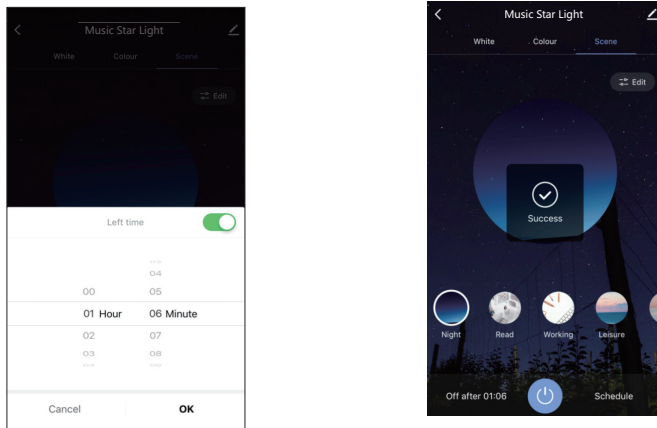 Music Star Light
White Colour Scene
Edit
Left time
04
00 05
01 Hour 06 Minute
02 07
03 08
Cancel OK
Music Star Light
White Colour Scene
Edit
Success
Night Read Working Leisure
Off after 01:06 Schedule